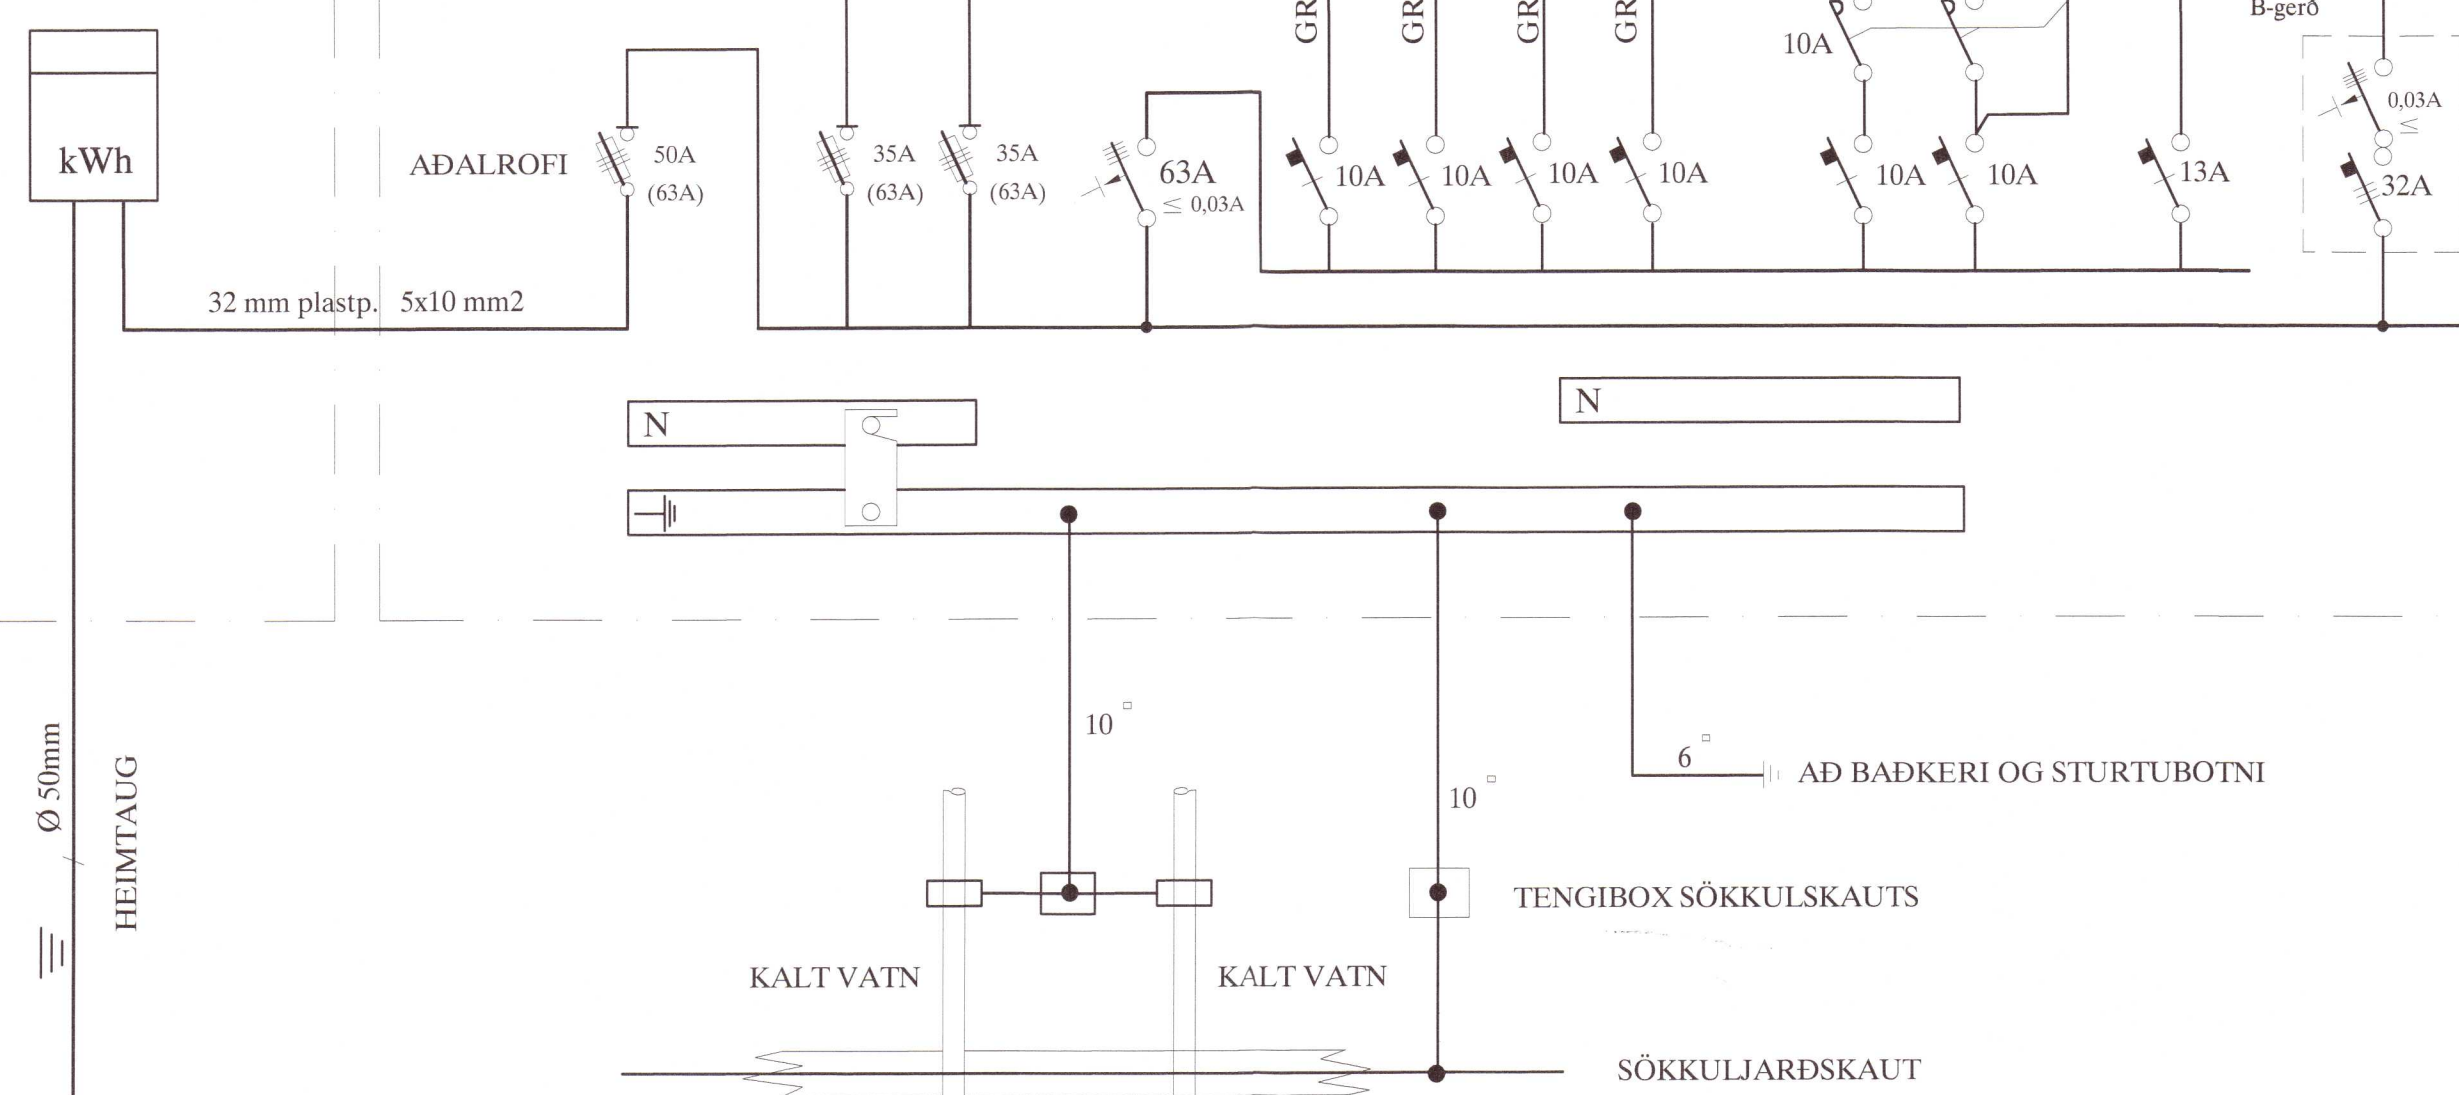 B-gerð
GR
GR
GR
GR
10A
kWh
AÐALROFI
50A
(63A)
35A
(63A)
35A
(63A)
63A
≤ 0,03A
10A
10A
10A
10A
10A
10A
13A
0,03A
≤
32A
32 mm plastp.
5x10 mm2
N
N
10 □
10 □
6 □
AÐ BAÐKERI OG STURTUBOTNI
Ø 50mm
HEIMTAUG
TENGIBOX SÖKKULSKAUTS
KALT VATN
KALT VATN
SÖKKULJARÐSKAUT